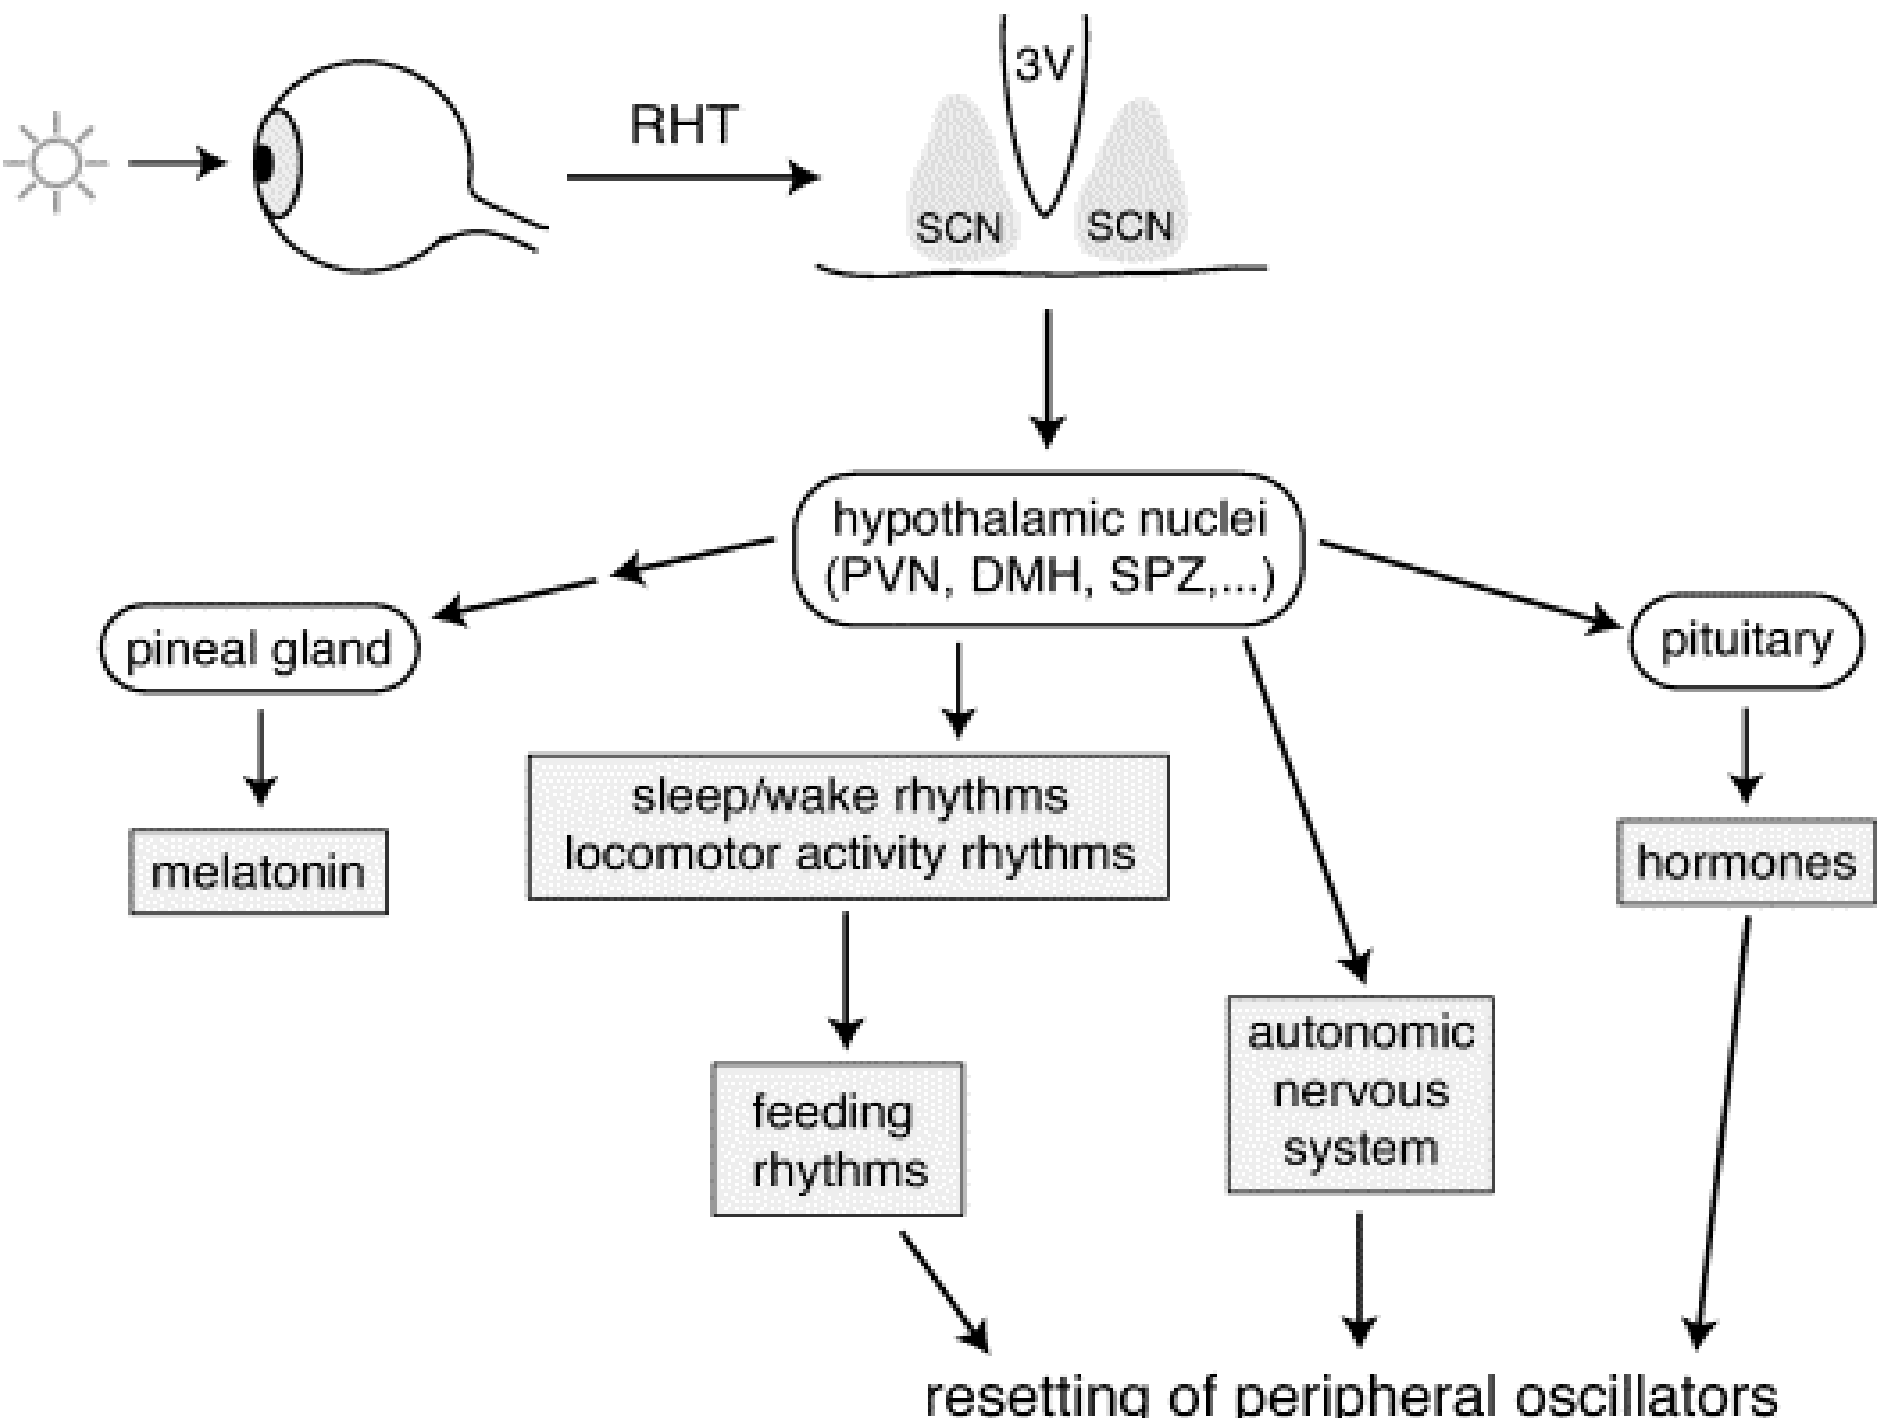 3V
RHT
SCN
SCN
hypothalamic nuclei
(PVN, DMH, SPZ,...)
pineal gland
pituitary
sleep/wake rhythms
locomotor activity rhythms
melatonin
hormones
autonomic
nervous
system
feeding
rhythms
resetting of peripheral oscillators